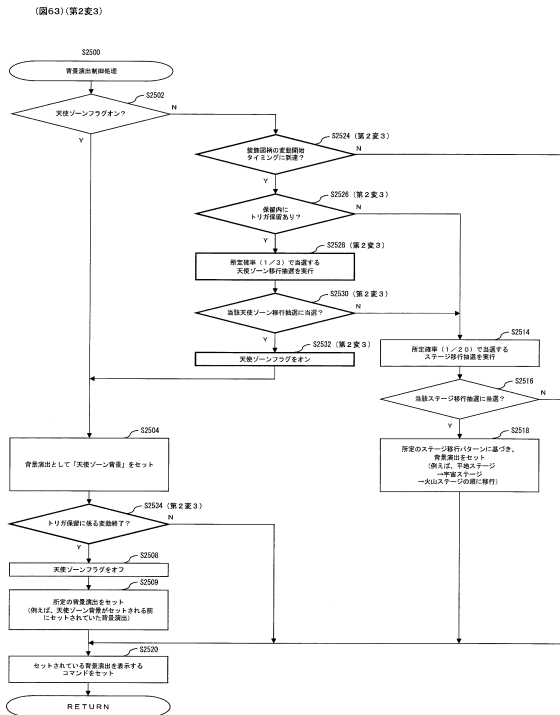 (図63)(第2変3)
S2500
背景演出制御処理
S2502
天使ゾーンフラグオン？
N
Y
S2524(第2変3)
装飾図柄の変動開始
タイミングに到達？
N
Y
S2526(第2変3)
保留内に
トリガ保留あり？
N
Y
S2528(第2変3)
所定確率（1／3）で当選する
天使ゾーン移行抽選を実行
S2530(第2変3)
当該天使ゾーン移行抽選に当選？
N
Y
S2532(第2変3)
天使ゾーンフラグをオン
S2514
所定確率（1／20）で当選する
ステージ移行抽選を実行
S2516
当該ステージ移行抽選に当選？
N
Y
S2518
所定のステージ移行パターンに基づき、
背景演出をセット
（例えば、平地ステージ
→宇宙ステージ
→火山ステージの順に移行）
S2504
背景演出として「天使ゾーン背景」をセット
S2534(第2変3)
トリガ保留に係る変動終了？
N
Y
S2508
天使ゾーンフラグをオフ
S2509
所定の背景演出をセット
（例えば、天使ゾーン背景がセットされる前
にセットされていた背景演出）
S2520
セットされている背景演出を表示する
コマンドをセット
RETURN